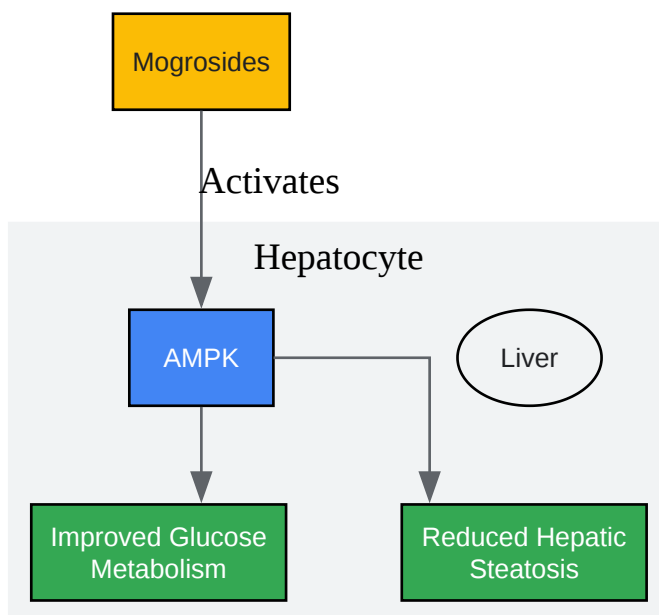 Mogrosides
Activates
Hepatocyte
AMPK
Liver
Improved Glucose
Metabolism
Reduced Hepatic
Steatosis